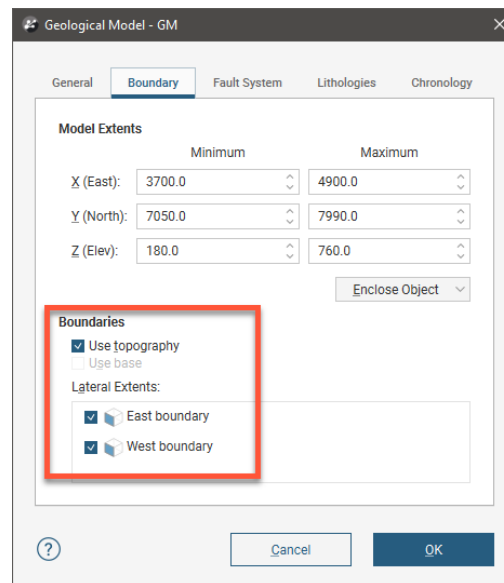 Geological Model - GM
General Boundary Fault System Lithologies Chronology
Model Extents
Minimum Maximum
X (East): 3700.0 4900.0
Y (North): 7050.0 7990.0
Z (Elev): 180.0 760.0
Enclose Object
Boundaries
Use topography
Use base
Lateral Extents:
East boundary
West boundary
? Cancel OK